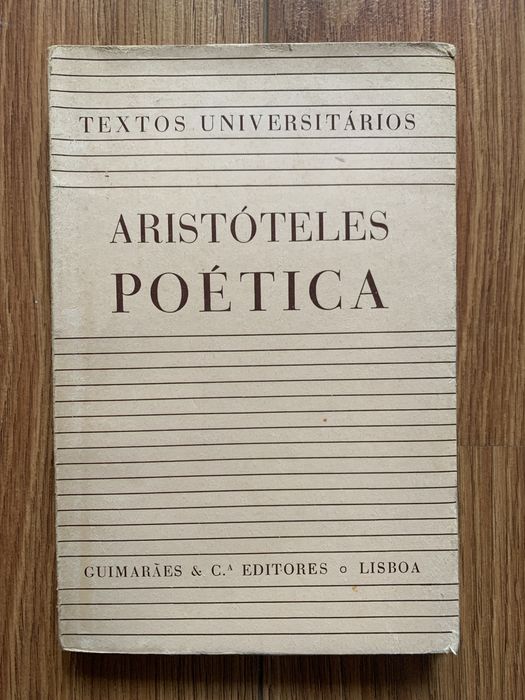 TEXTOS UNIVERSITÁRIOS
ARISTÓTELES
POÉTICA
GUIMARÃES & C.ᴬ EDITORES o LISBOA